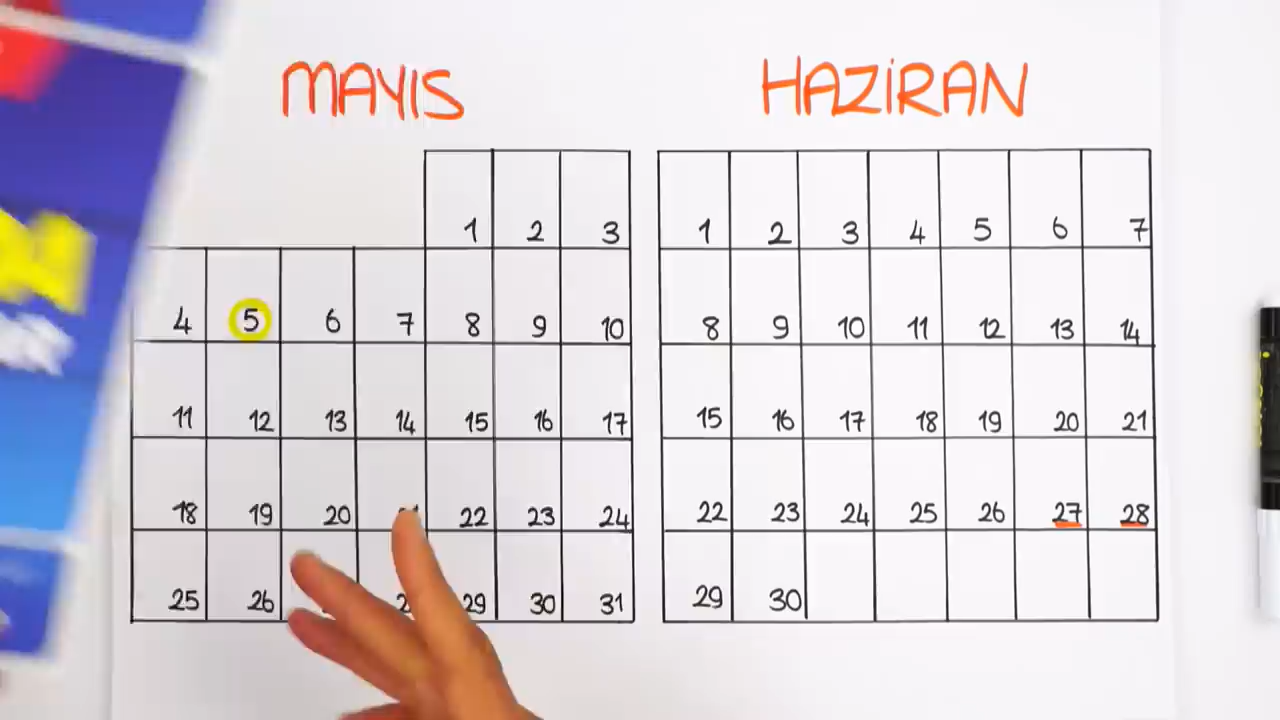 MAYIS HAZİRAN
1 2 3 1 2 3 4 5 6 7
4 5 6 7 8 9 10 8 9 10 11 12 13 14
11 12 13 14 15 16 17 15 16 17 18 19 20 21
18 19 20 22 23 24 22 23 24 25 26 27 28
25 26 29 30 31 29 30